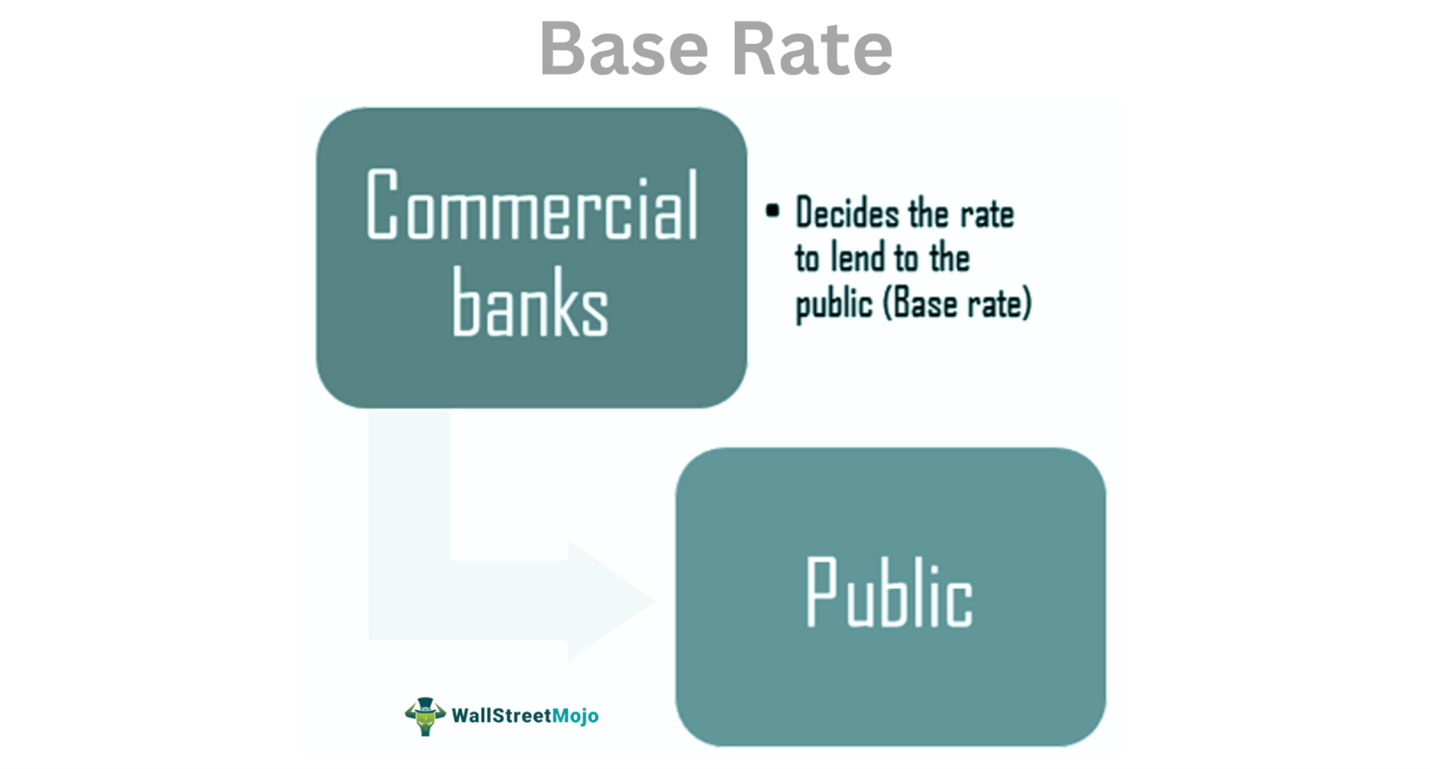 Base Rate
Commercial
banks
▪ Decides the rate
to lend to the
public (Base rate)
Public
WallStreetMojo